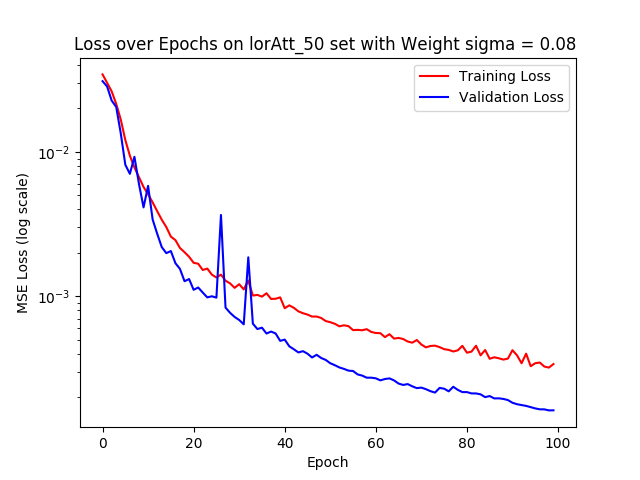 Loss over Epochs on lorAtt_50 set with Weight sigma = 0.08
Training Loss
Validation Loss
MSE Loss (log scale)
10⁻²
10⁻³
0 20 40 60 80 100
Epoch